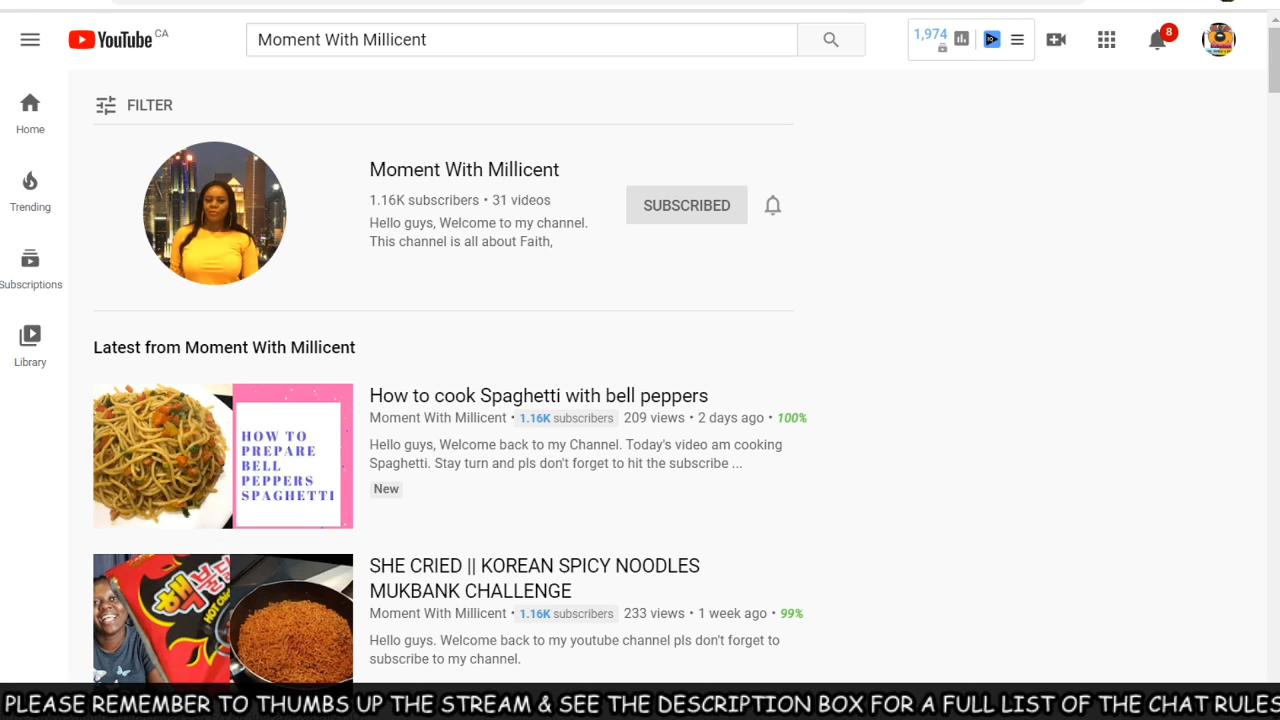 YouTube CA
Moment With Millicent
1,974
8
Home
Trending
Subscriptions
Library
FILTER
Moment With Millicent
1.16K subscribers • 31 videos
Hello guys, Welcome to my channel.
This channel is all about Faith,
SUBSCRIBED
Latest from Moment With Millicent
HOW TO
PREPARE
BELL
PEPPERS
SPAGHETTI
How to cook Spaghetti with bell peppers
Moment With Millicent • 1.16K subscribers 209 views • 2 days ago • 100%
Hello guys, Welcome back to my Channel. Today's video am cooking
Spaghetti. Stay turn and pls don't forget to hit the subscribe ...
New
핵불닭
HOT CHI
SHE CRIED || KOREAN SPICY NOODLES
MUKBANK CHALLENGE
Moment With Millicent • 1.16K subscribers 233 views • 1 week ago • 99%
Hello guys. Welcome back to my youtube channel pls don't forget to
subscribe to my channel.
PLEASE REMEMBER TO THUMBS UP THE STREAM & SEE THE DESCRIPTION BOX FOR A FULL LIST OF THE CHAT RULES